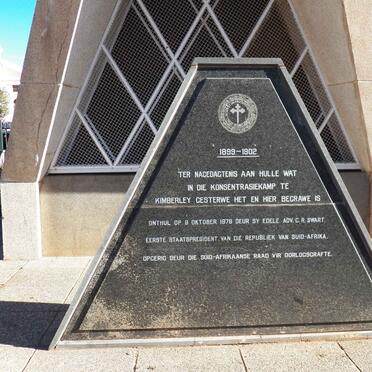 1899-1902
TER NAGEDAGTENIS AAN HULLE WAT
IN DIE KONSENTRASIEKAMP TE
KIMBERLEY GESTERWE HET EN HIER BEGRAWE IS
ONTHUL OP 9 OKTOBER 1976 DEUR SY EDELE ADV. C.R. SWART.
EERSTE STAATSPRESIDENT VAN DIE REPUBLIEK VAN SUID-AFRIKA.
OPGERIG DEUR DIE SUID-AFRIKAANSE RAAD VIR OORLOGSGRAFTE.